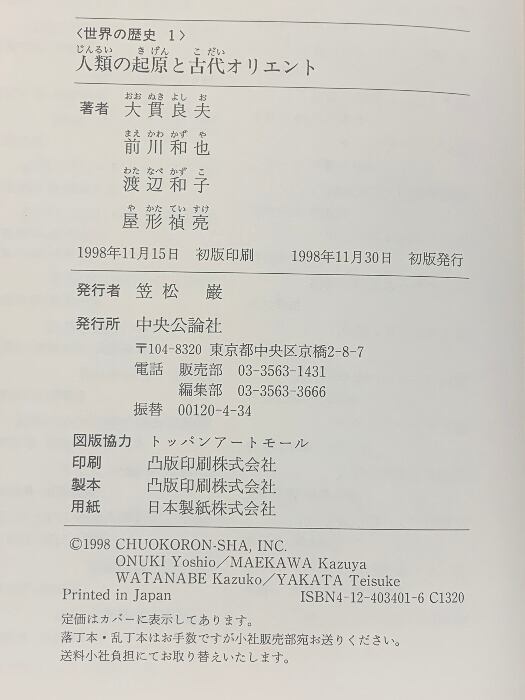 〈世界の歴史 1〉
じんるい き げん こ だい
人類の起原と古代オリエント
おお ぬき よし お
著者 大貫良夫
まえ かわ かず や
前川和也
わた なべ かず こ
渡辺和子
や かた てい すけ
屋形禎亮
1998年11月15日 初版印刷 1998年11月30日 初版発行
発行者 笠松 巌
発行所 中央公論社
〒104-8320 東京都中央区京橋2-8-7
電話 販売部 03-3563-1431
編集部 03-3563-3666
振替 00120-4-34
図版協力 トッパンアートモール
印刷 凸版印刷株式会社
製本 凸版印刷株式会社
用紙 日本製紙株式会社
©1998 CHUOKORON-SHA, INC.
ONUKI Yoshio／MAEKAWA Kazuya
WATANABE Kazuko／YAKATA Teisuke
Printed in Japan ISBN4-12-403401-6 C1320
定価はカバーに表示してあります。
落丁本・乱丁本はお手数ですが小社販売部宛お送りください。
送料小社負担にてお取り替えいたします。